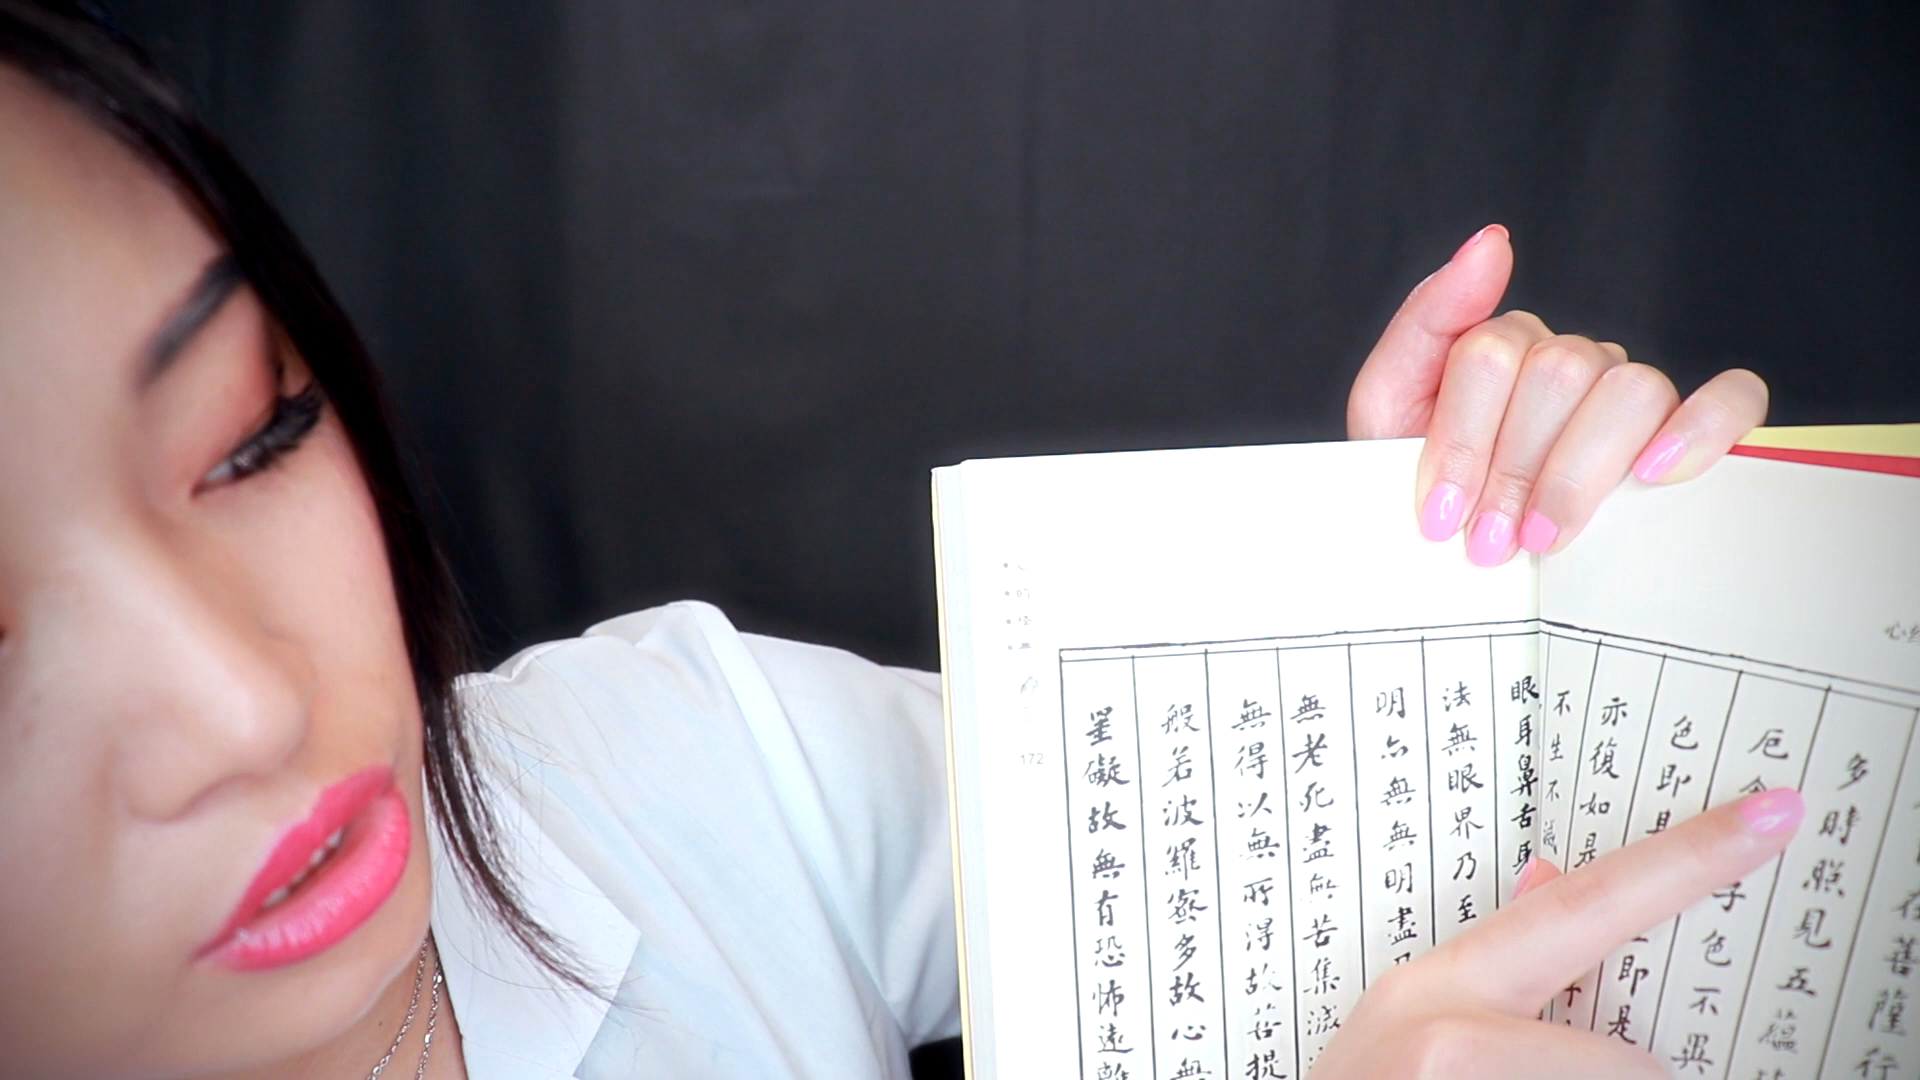 在菩薩行
多時照見五蘊
厄舍子色不異
色即是即是
亦復如是
不生不滅
眼耳鼻舌身
法無眼界乃至
明亦無無明盡
無老死盡無苦集滅
無得以無所得故菩提
般若波羅蜜多故心無
罣礙故無有恐怖遠離
172